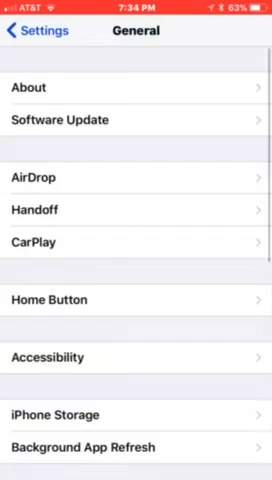 AT&T 7:34 PM 63%
Settings General
About
Software Update
AirDrop
Handoff
CarPlay
Home Button
Accessibility
iPhone Storage
Background App Refresh